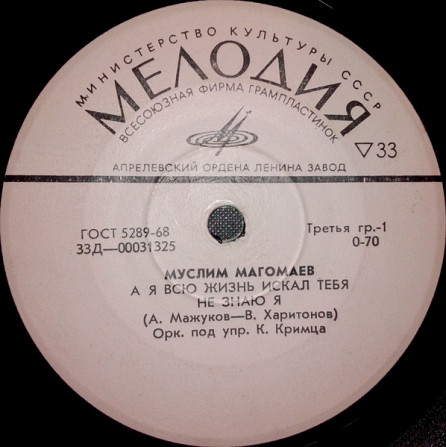 МИНИСТЕРСТВО КУЛЬТУРЫ СССР
МЕЛОДИЯ
ВСЕСОЮЗНАЯ ФИРМА ГРАМПЛАСТИНОК
▽33
АПРЕЛЕВСКИЙ ОРДЕНА ЛЕНИНА ЗАВОД
ГОСТ 5289-68
33Д—00031325
Третья гр.-1
0-70
МУСЛИМ МАГОМАЕВ
А Я ВСЮ ЖИЗНЬ ИСКАЛ ТЕБЯ
НЕ ЗНАЮ Я
(А. Мажуков—В. Харитонов)
Орк. под упр. К. Кримца